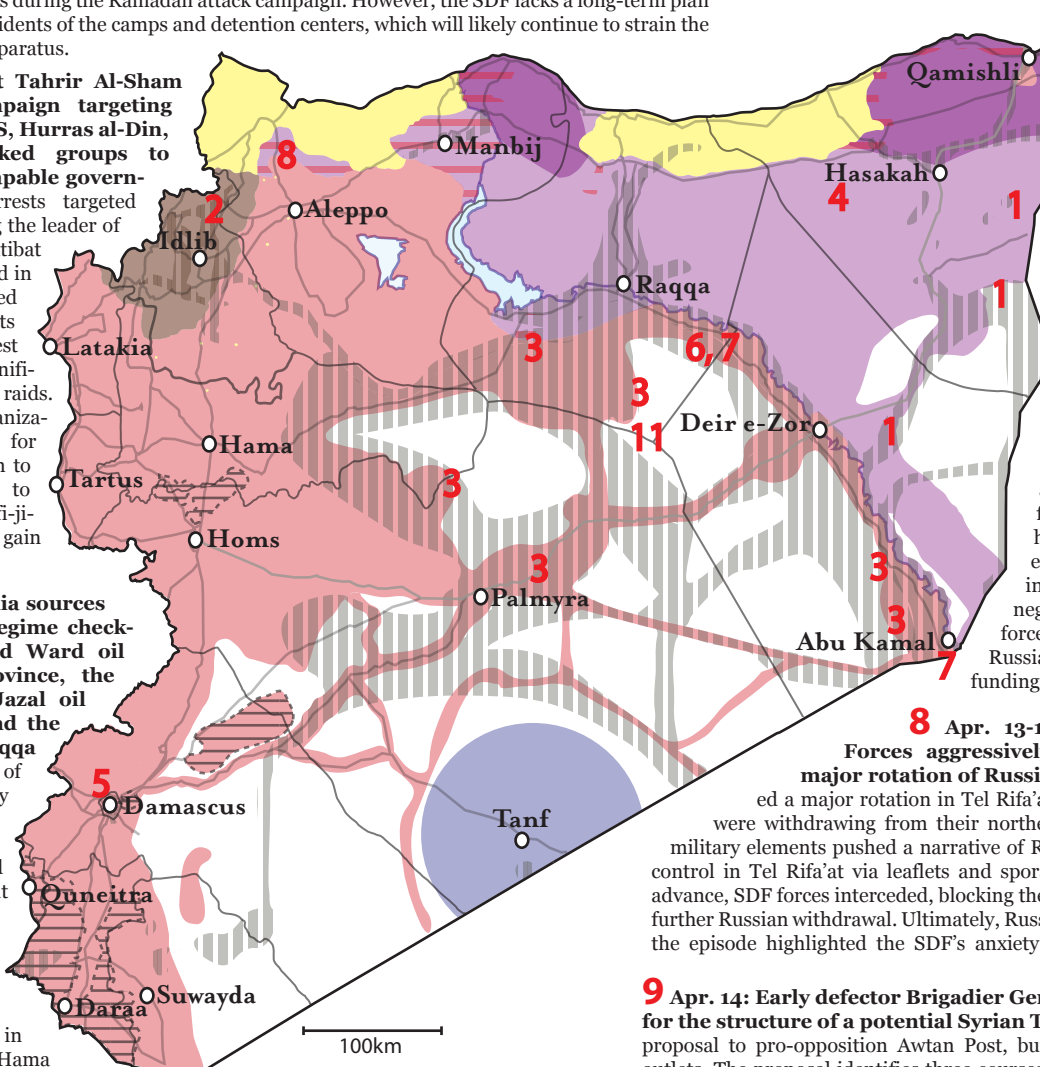 during the Ramadan attack campaign. However, the SDF lacks a long-term plan
idents of the camps and detention centers, which will likely continue to strain the
paratus.
Tahrir Al-Sham
paign targeting
S, Hurras al-Din,
ked groups to
pable govern-
rrests targeted
the leader of
tibat
d in
ed
ts
est
nifi-
raids.
aniza-
for
n to
to
fi-ji-
gain
ia sources
egime check-
d Ward oil
ovince, the
Jazal oil
nd the
qqa
of
y
l
t
in
Hama
Qamishli
Manbij
8
Hasakah
4
1
2
Aleppo
Idlib
1
Raqqa
Latakia
3
6, 7
3
11
Deir e-Zor
1
Hama
Tartus
3
Homs
3
3
Palmyra
3
Abu Kamal
7
5
Damascus
Tanf
Quneitra
Suwayda
Daraa
100km
f
h
e
in
neg
force
Russia
funding
8 Apr. 13-1
Forces aggressivel
major rotation of Russi
ed a major rotation in Tel Rifa'a
were withdrawing from their northe
military elements pushed a narrative of R
control in Tel Rifa'at via leaflets and spor
advance, SDF forces interceded, blocking the
further Russian withdrawal. Ultimately, Russ
the episode highlighted the SDF's anxiety
9 Apr. 14: Early defector Brigadier Ger
for the structure of a potential Syrian T
proposal to pro-opposition Awtan Post, bu